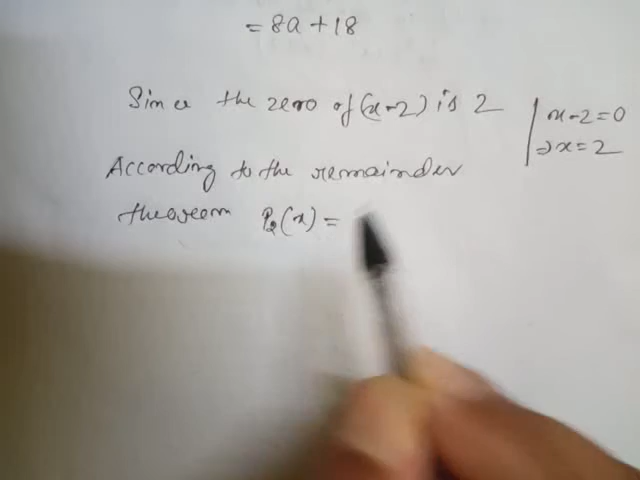 = 8a + 18
Since the zero of (x-2) is 2
x-2=0
⇒ x = 2
According to the remainder
theorem P₂(x) =